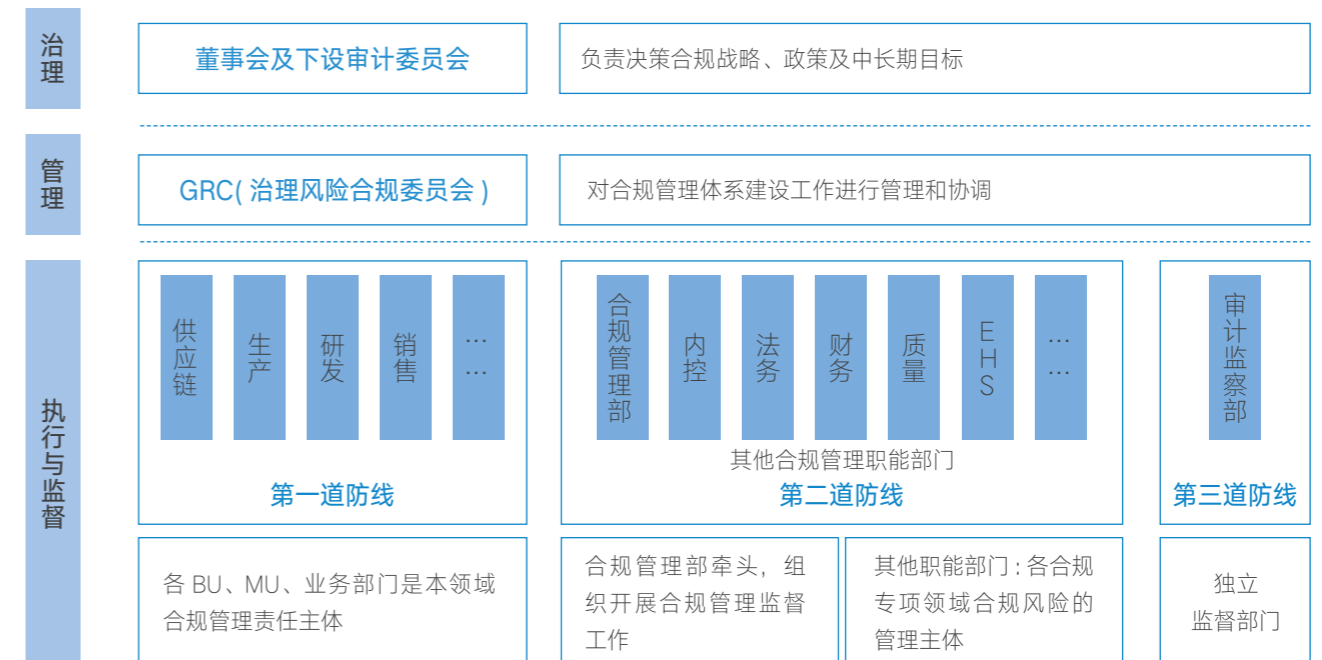 治理
董事会及下设审计委员会
负责决策合规战略、政策及中长期目标
管理
GRC( 治理风险合规委员会 )
对合规管理体系建设工作进行管理和协调
执行与监督
供应链
生产
研发
销售
……
第一道防线
各 BU、MU、业务部门是本领域
合规管理责任主体
合规管理部
内控
法务
财务
质量
EHS
……
其他合规管理职能部门
第二道防线
合规管理部牵头，组
织开展合规管理监督
工作
其他职能部门 : 各合规
专项领域合规风险的
管理主体
审计监察部
第三道防线
独立
监督部门